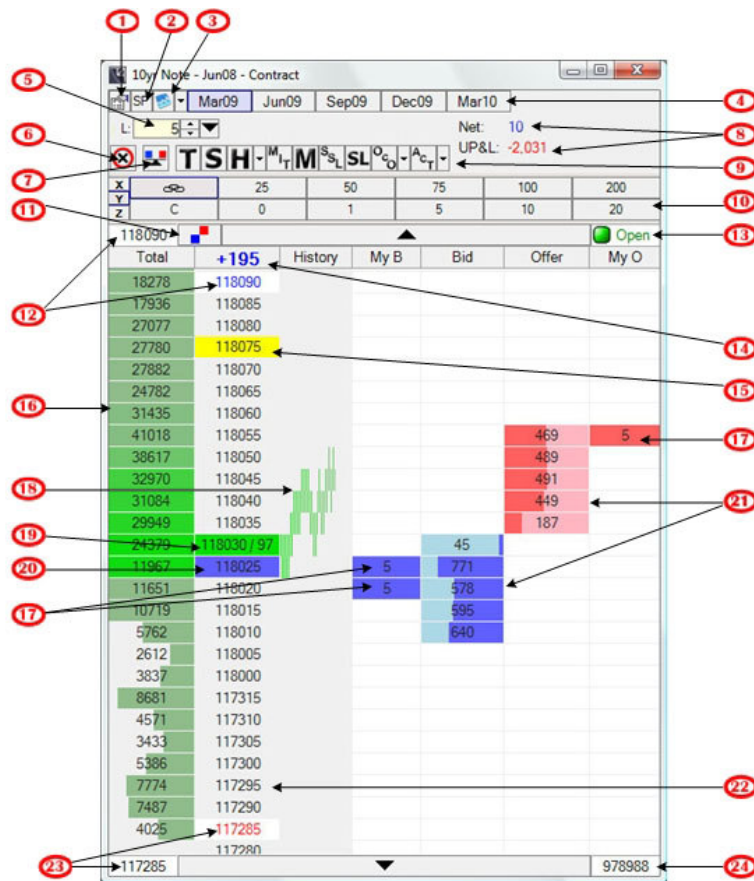 1 2 3
10yr Note - Jun08 - Contract
SP Mar09 Jun09 Sep09 Dec09 Mar10 4
5 L: 5 Net: 10 8
6 UP&L: -2,031
7 T S H MIT M SSL SL OCO ACT 9
X 25 50 75 100 200
Y
Z C 0 1 5 10 20 10
11 118090 Open 13
Total +195 History My B Bid Offer My O
12 18278 118090
17936 118085
27077 118080 14
27780 118075
27882 118070
24782 118065 15
16 31435 118060
41018 118055 469 5 17
38617 118050 489
18 32970 118045 491
31084 118040 449 21
29949 118035 187
19 24379 118030 / 97 45
20 11967 118025 5 771
17 11651 118020 5 578
10719 118015 595
5762 118010 640
2612 118005
3837 118000
8681 117315
4571 117310
3433 117305
5386 117300
7774 117295 22
7487 117290
4025 117285
117280
23 117285 978988 24